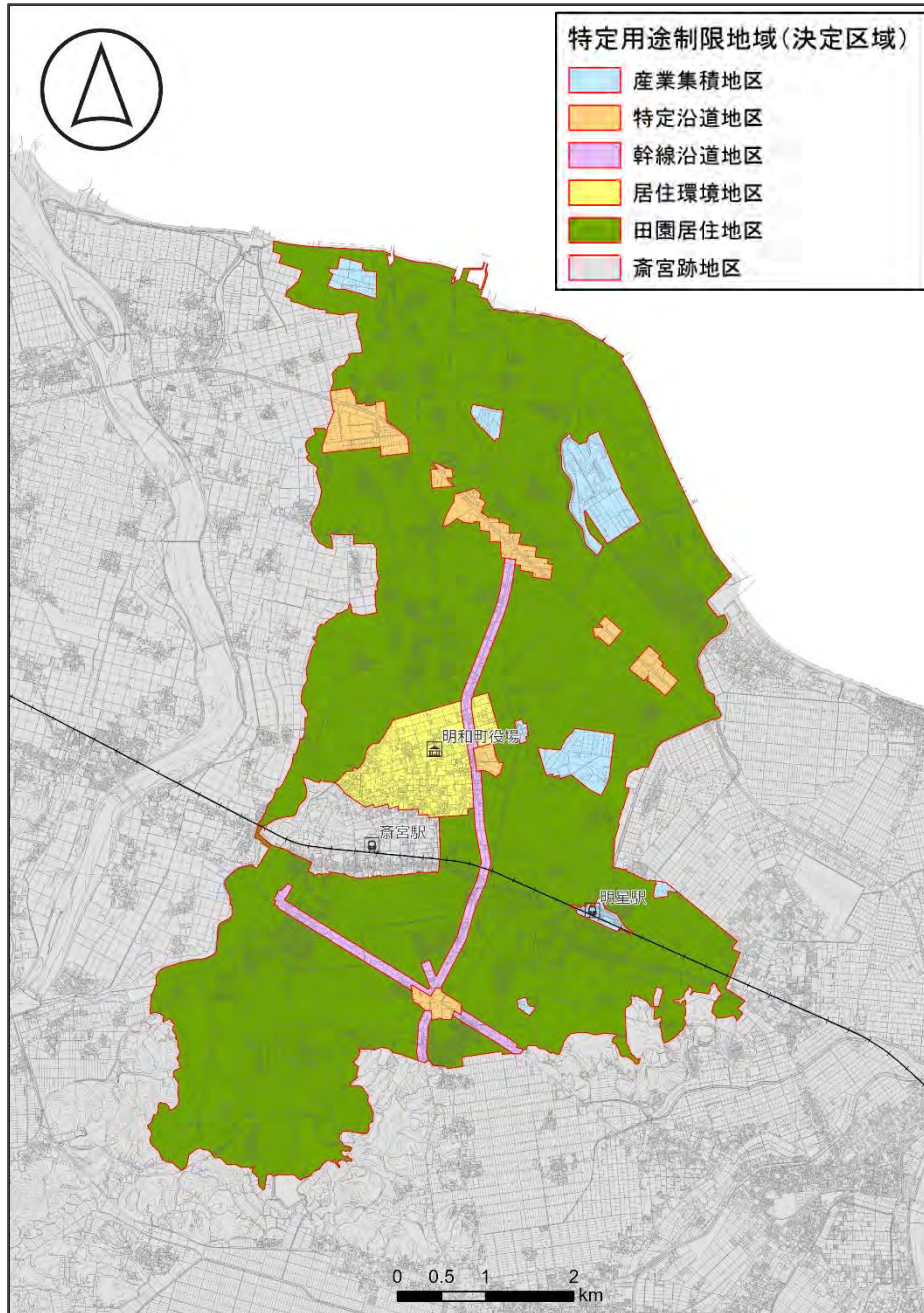 特定用途制限地域(決定区域)
産業集積地区
特定沿道地区
幹線沿道地区
居住環境地区
田園居住地区
斎宮跡地区
明和町役場
斎宮駅
明星駅
0 0.5 1 2
km